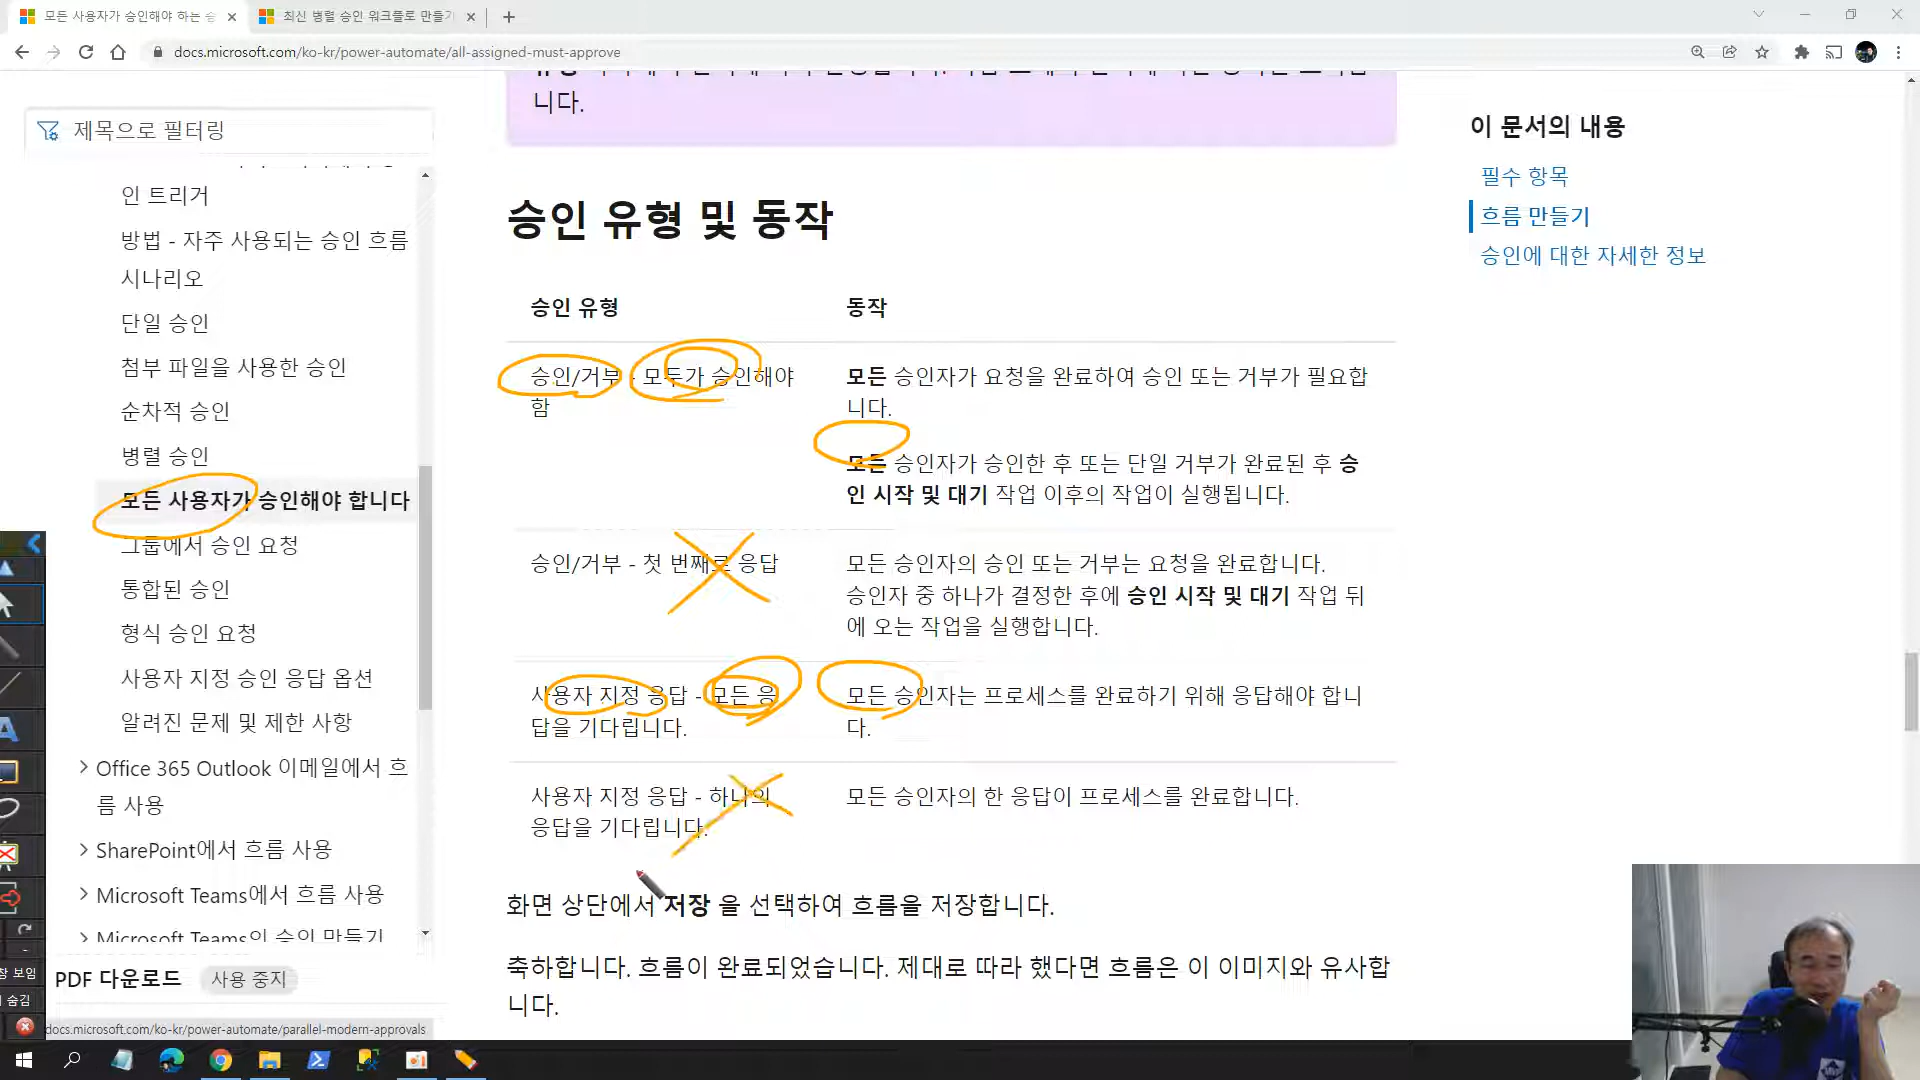 모든 사용자가 승인해야 하는 승
최신 병렬 승인 워크플로 만들기
docs.microsoft.com/ko-kr/power-automate/all-assigned-must-approve
니다.
제목으로 필터링
인 트리거
방법 - 자주 사용되는 승인 흐름
시나리오
단일 승인
첨부 파일을 사용한 승인
순차적 승인
병렬 승인
모든 사용자가 승인해야 합니다
그룹에서 승인 요청
통합된 승인
형식 승인 요청
사용자 지정 승인 응답 옵션
알려진 문제 및 제한 사항
Office 365 Outlook 이메일에서 흐
름 사용
SharePoint에서 흐름 사용
Microsoft Teams에서 흐름 사용
Microsoft Teams의 승인 만들기
PDF 다운로드
사용 중지
docs.microsoft.com/ko-kr/power-automate/parallel-modern-approvals
승인 유형 및 동작
승인 유형
동작
승인/거부 - 모두가 승인해야
함
모든 승인자가 요청을 완료하여 승인 또는 거부가 필요합
니다.
모든 승인자가 승인한 후 또는 단일 거부가 완료된 후 승
인 시작 및 대기 작업 이후의 작업이 실행됩니다.
승인/거부 - 첫 번째로 응답
모든 승인자의 승인 또는 거부는 요청을 완료합니다.
승인자 중 하나가 결정한 후에 승인 시작 및 대기 작업 뒤
에 오는 작업을 실행합니다.
사용자 지정 응답 - 모든 응
답을 기다립니다.
모든 승인자는 프로세스를 완료하기 위해 응답해야 합니
다.
사용자 지정 응답 - 하나의
응답을 기다립니다.
모든 승인자의 한 응답이 프로세스를 완료합니다.
화면 상단에서 저장 을 선택하여 흐름을 저장합니다.
축하합니다. 흐름이 완료되었습니다. 제대로 따라 했다면 흐름은 이 이미지와 유사합
니다.
이 문서의 내용
필수 항목
흐름 만들기
승인에 대한 자세한 정보
창 보임
숨김